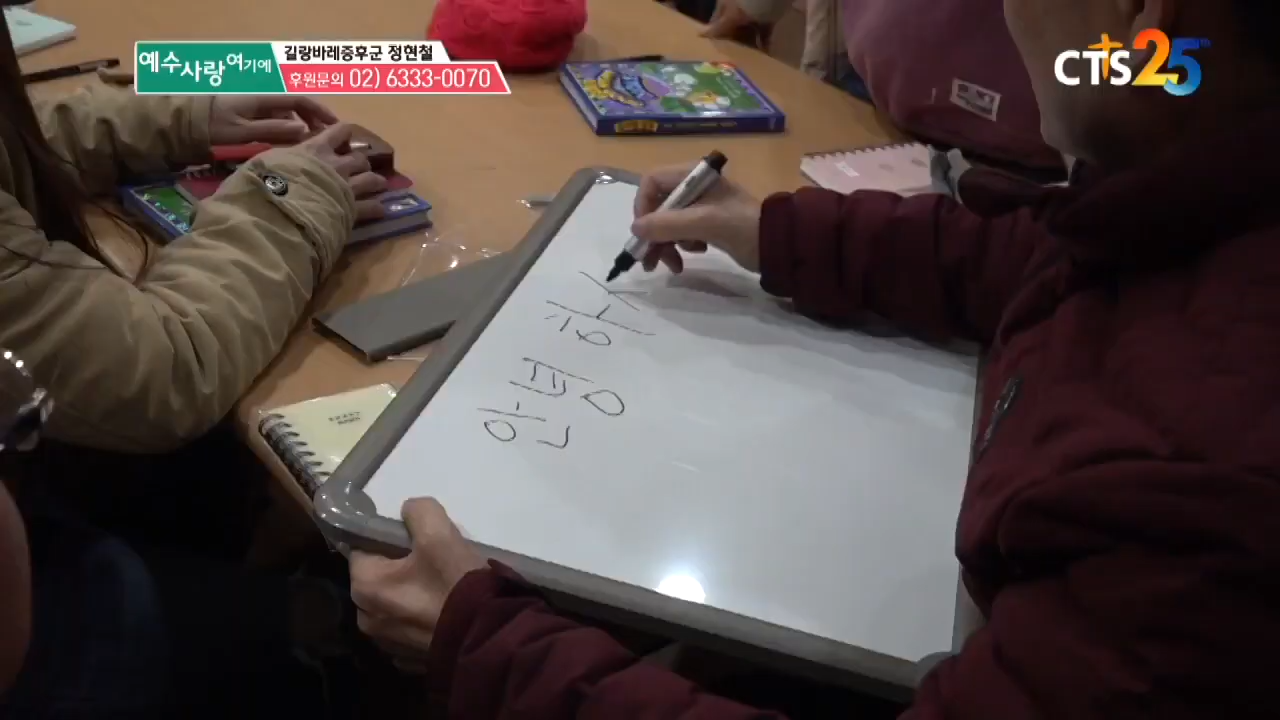 예수사랑여기에
길랑바레증후군 정현철
후원문의 02) 6333-0070
CTS25
안녕하